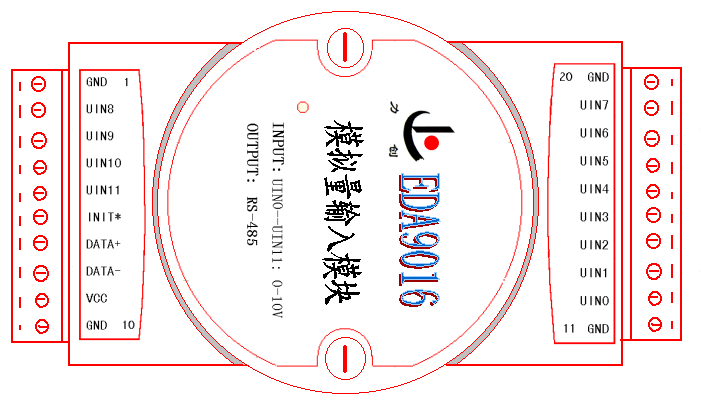 GND 1
UIN8
UIN9
UIN10
UIN11
INIT*
DATA+
DATA-
VCC
GND 10
力创
EDA9016
模拟量输入模块
INPUT: UIN0--UIN11: 0-10V
OUTPUT: RS-485
20 GND
UIN7
UIN6
UIN5
UIN4
UIN3
UIN2
UIN1
UIN0
11 GND